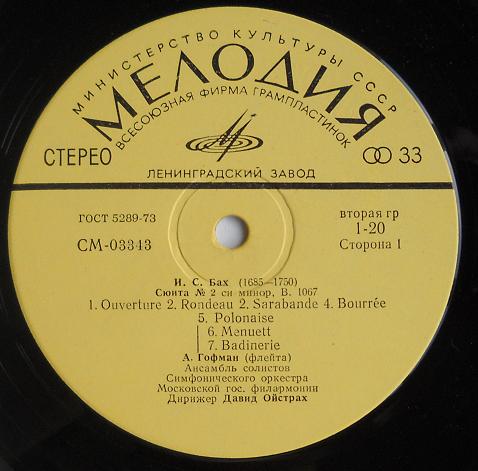 МИНИСТЕРСТВО КУЛЬТУРЫ СССР
МЕЛОДИЯ
ВСЕСОЮЗНАЯ ФИРМА ГРАМПЛАСТИНОК
СТЕРЕО
33
ЛЕНИНГРАДСКИЙ ЗАВОД
ГОСТ 5289-73
вторая гр
СМ-03343
1-20
Сторона 1
И. С. Бах (1685—1750)
Сюита № 2 си минор, В. 1067
1. Ouverture 2. Rondeau 2. Sarabande 4. Bourrée
5. Polonaise
6. Menuett
7. Badinerie
А. Гофман (флейта)
Ансамбль солистов
Симфонического оркестра
Московской гос. филармонии
Дирижер Давид Ойстрах